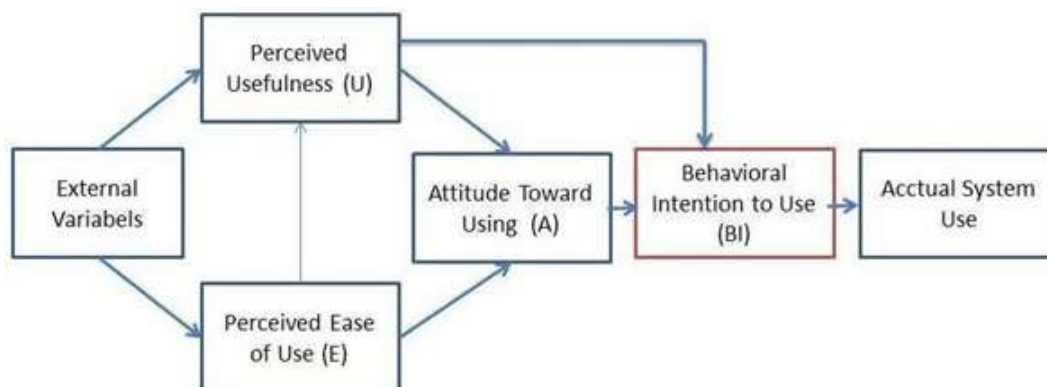 Perceived
Usefulness (U)
External
Variabels
Attitude Toward
Using (A)
Behavioral
Intention to Use
(BI)
Acctual System
Use
Perceived Ease
of Use (E)